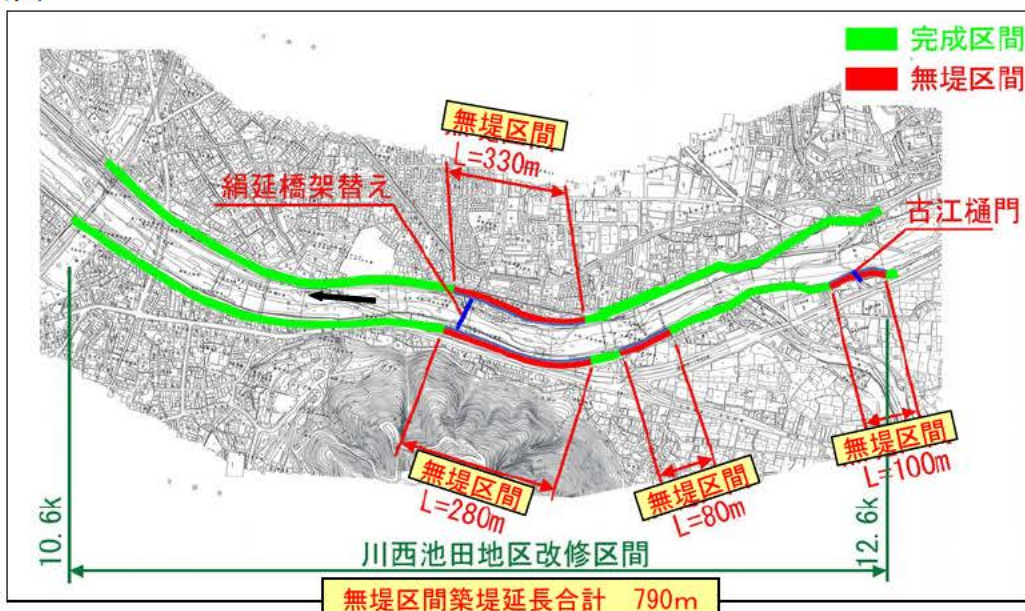 完成区間
無堤区間
無堤区間
L=330m
絹延橋架替え
古江樋門
無堤区間
L=280m
無堤区間
L=80m
無堤区間
L=100m
10.6k
12.6k
川西池田地区改修区間
無堤区間築堤延長合計 790m